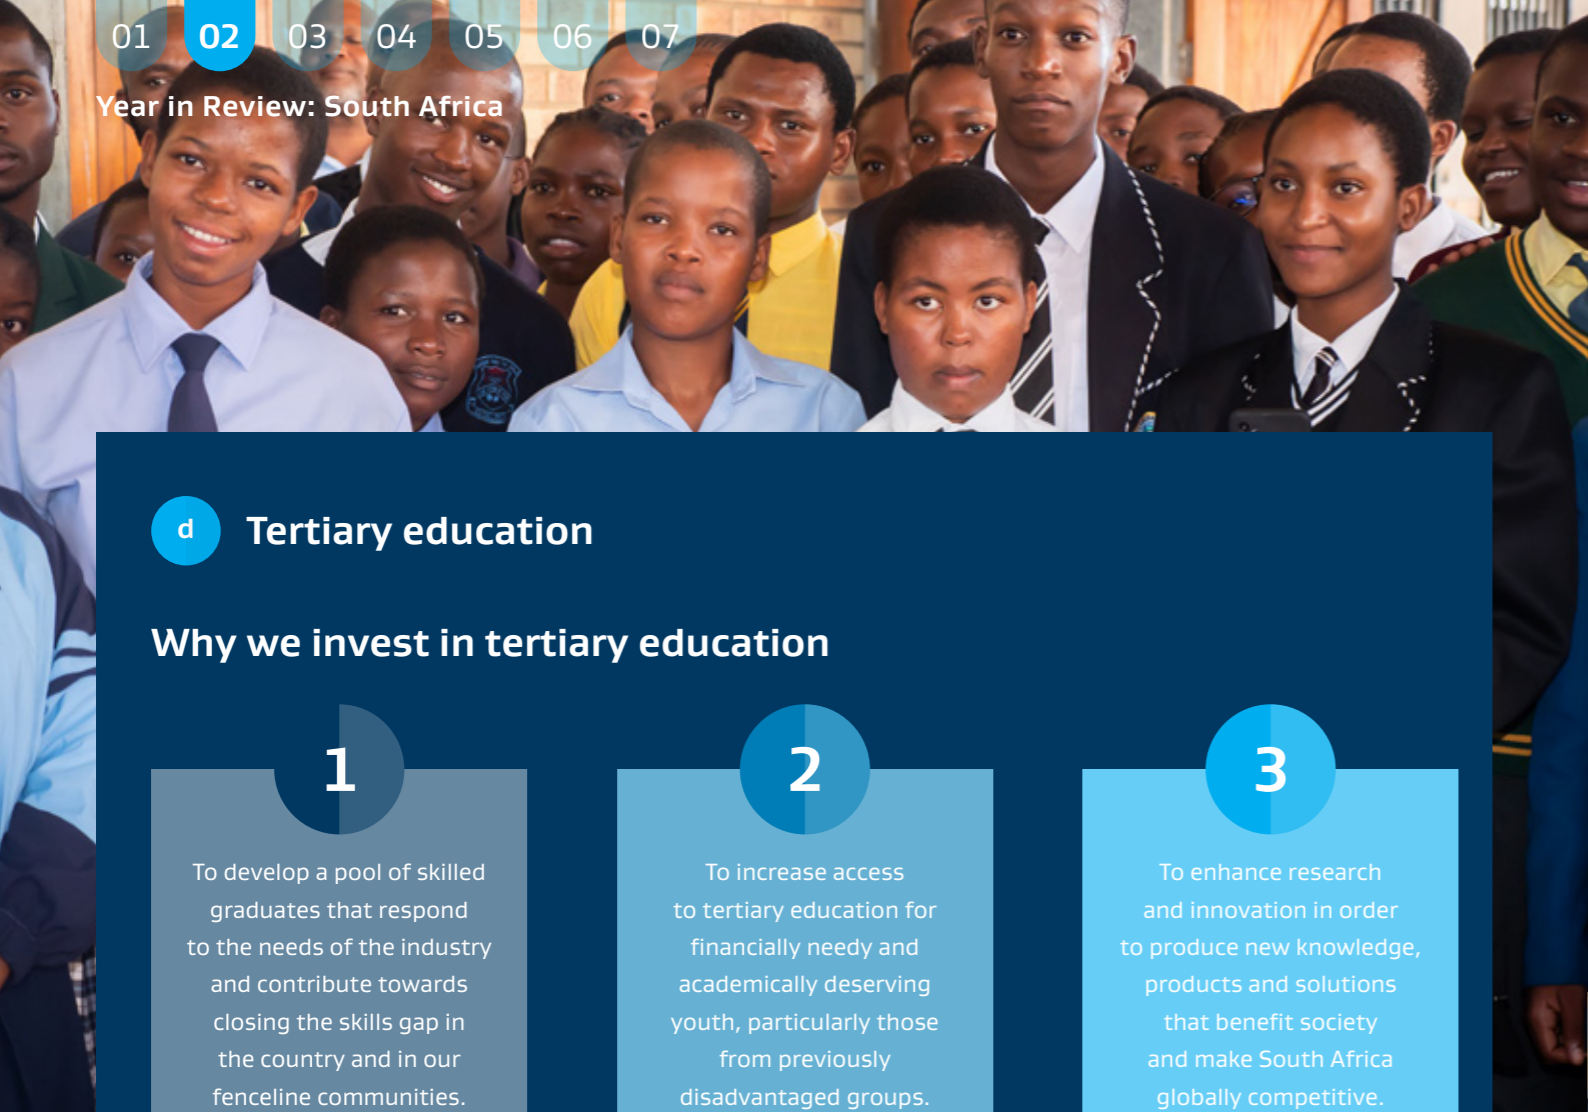 01 02 03 04 05 06 07
Year in Review: South Africa
d Tertiary education
Why we invest in tertiary education
1
To develop a pool of skilled
graduates that respond
to the needs of the industry
and contribute towards
closing the skills gap in
the country and in our
fenceline communities.
2
To increase access
to tertiary education for
financially needy and
academically deserving
youth, particularly those
from previously
disadvantaged groups.
3
To enhance research
and innovation in order
to produce new knowledge,
products and solutions
that benefit society
and make South Africa
globally competitive.